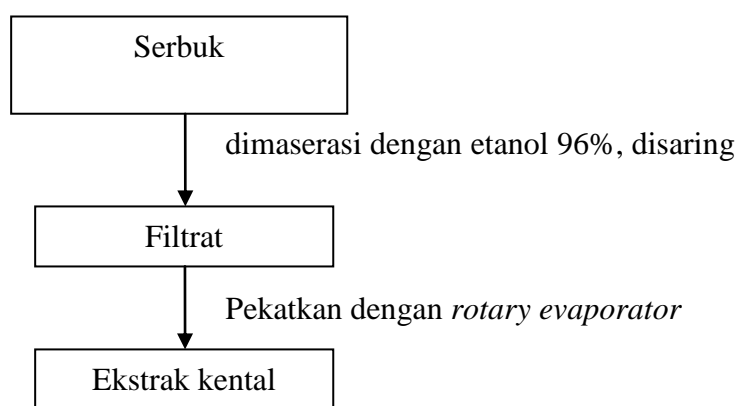 Serbuk
dimaserasi dengan etanol 96%, disaring
Filtrat
Pekatkan dengan rotary evaporator
Ekstrak kental